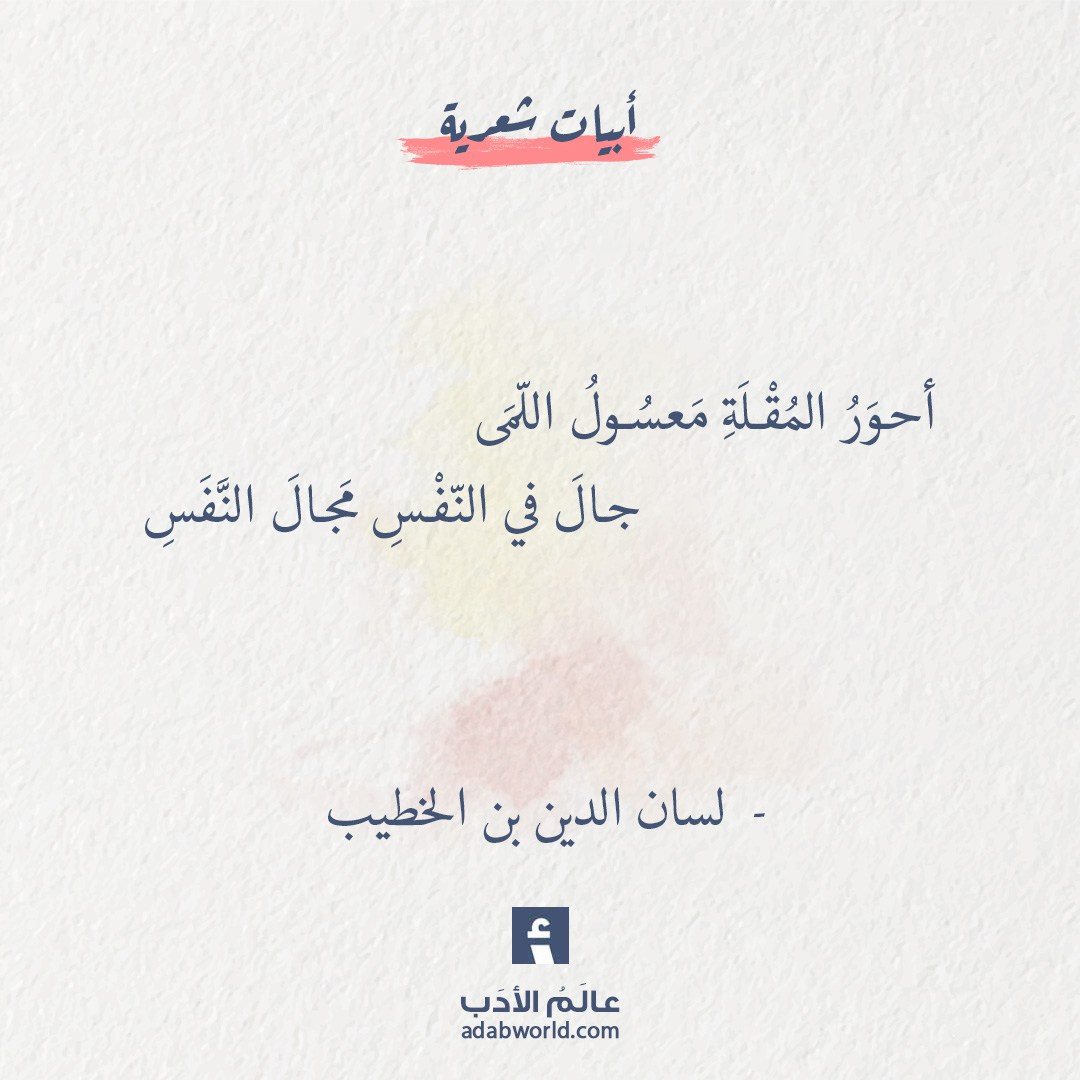 أبيات شعرية
أحوَرُ المُقْلَةِ مَعسُولُ اللّمَى
جالَ في النّفْسِ مَجالَ النَّفَسِ
- لسان الدين بن الخطيب
أ
عالَمُ الأدَب
adabworld.com